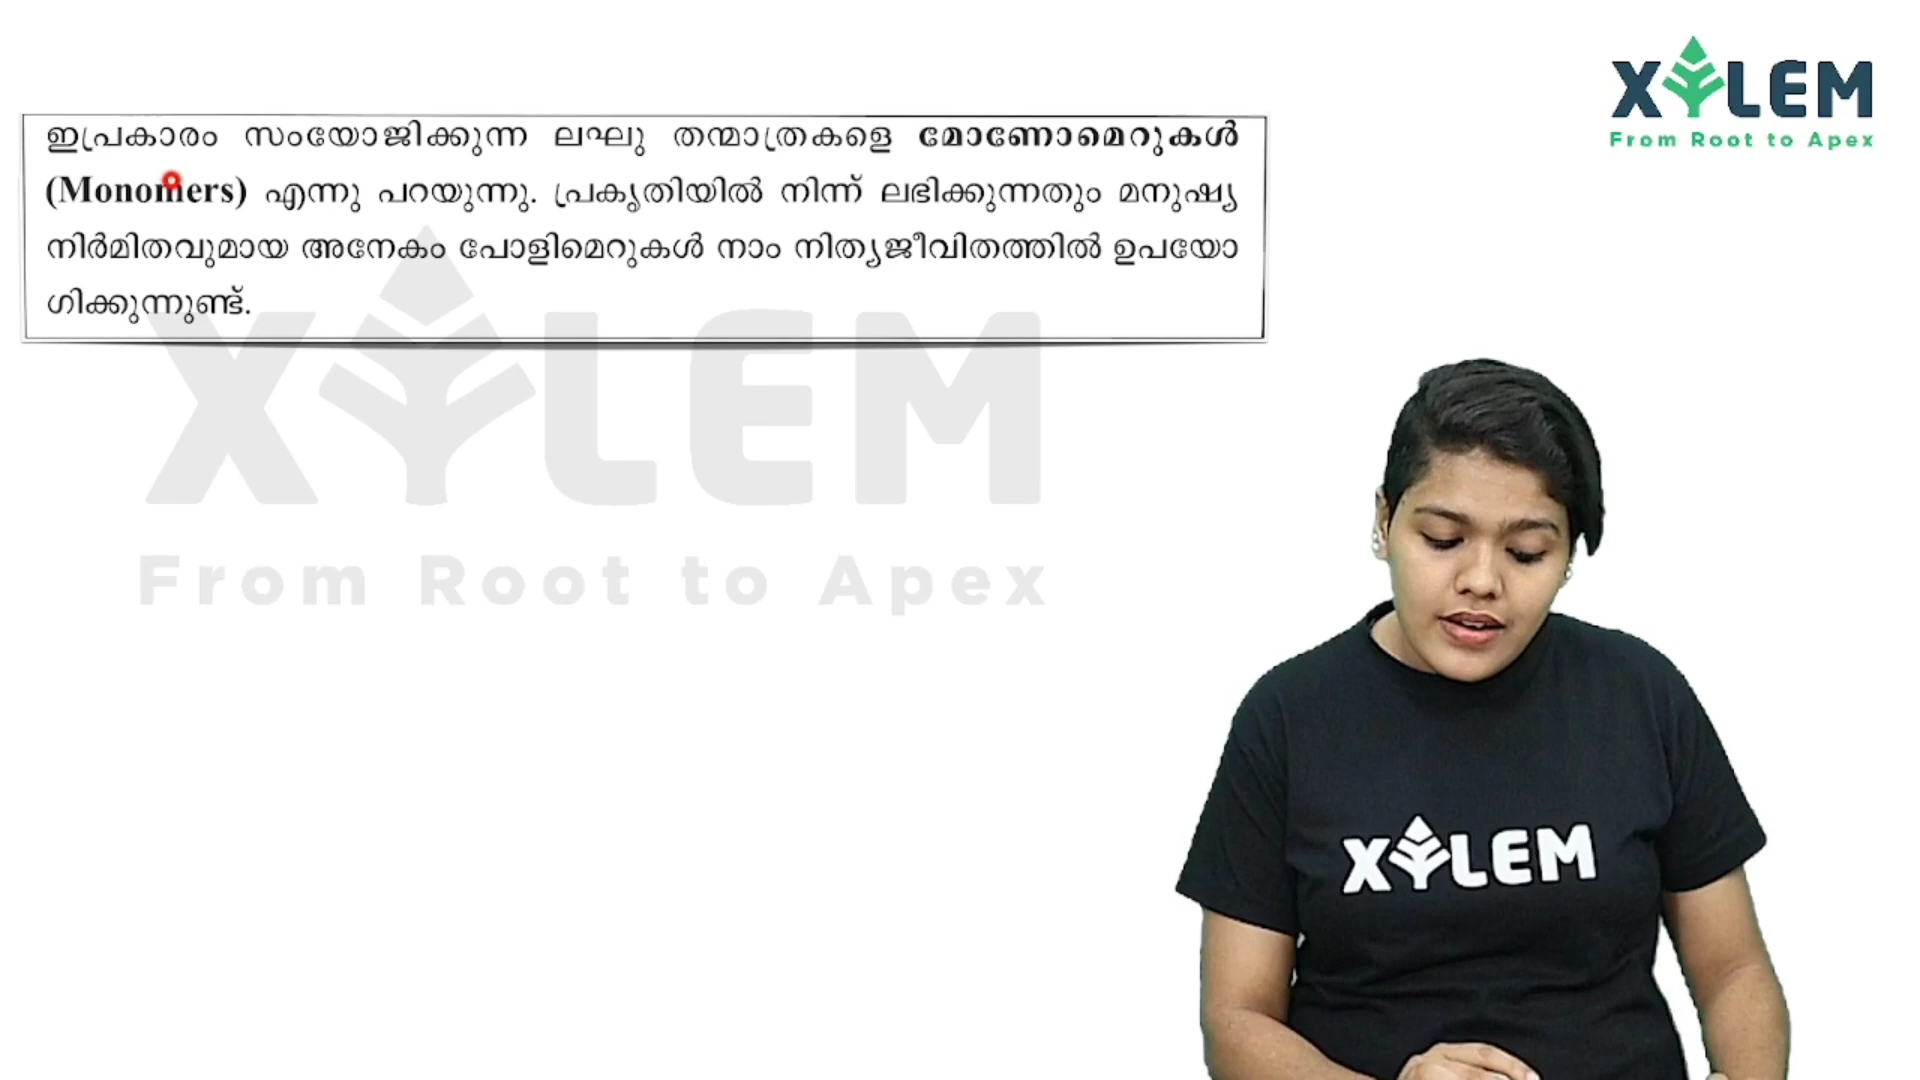 XYLEM
From Root to Apex
ഇപ്രകാരം സംയോജിക്കുന്ന ലഘു തന്മാത്രകളെ മോണോമെറുകൾ
(Monomers) എന്നു പറയുന്നു. പ്രകൃതിയിൽ നിന്ന് ലഭിക്കുന്നതും മനുഷ്യ
നിർമിതവുമായ അനേകം പോളിമെറുകൾ നാം നിത്യജീവിതത്തിൽ ഉപയോ
ഗിക്കുന്നുണ്ട്.
XYLEM
From Root to Apex
XYLEM